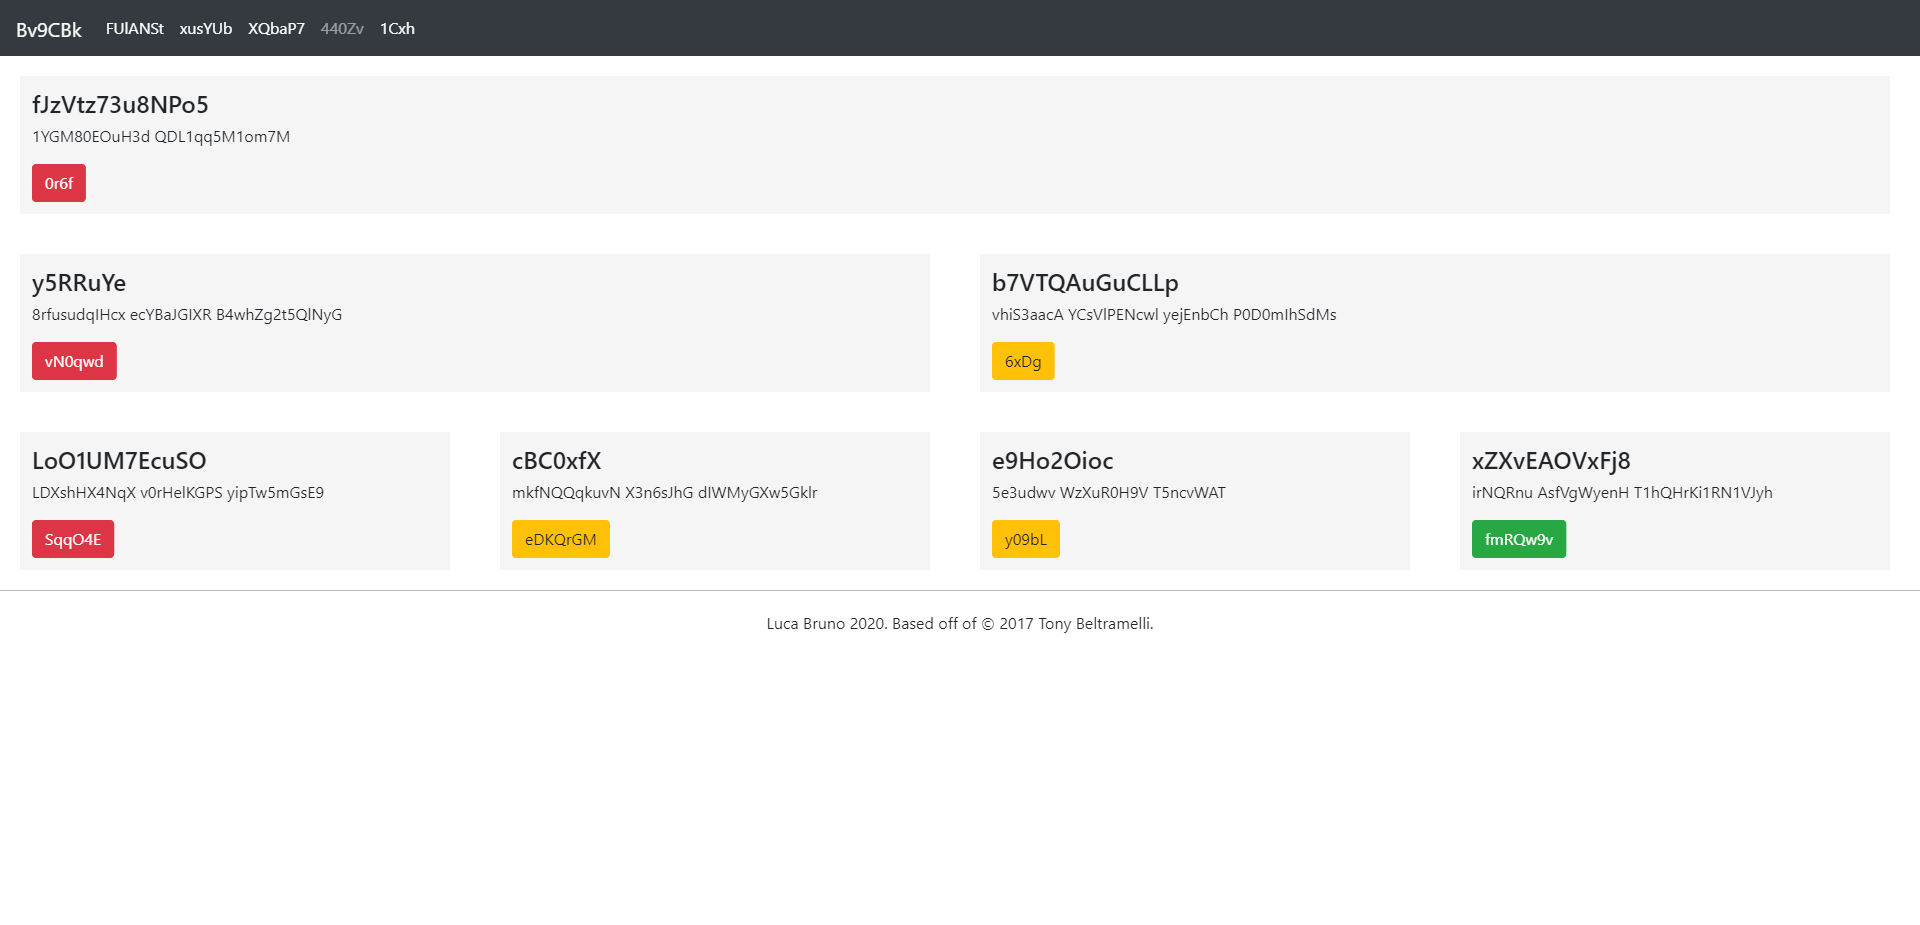 Bv9CBk FUlANSt xusYUb XQbaP7 440Zv 1Cxh
fJzVtz73u8NPo5
1YGM80EOuH3d QDL1qq5M1om7M
0r6f
y5RRuYe
8rfusudqIHcx ecYBaJGIXR B4whZg2t5QlNyG
vN0qwd
b7VTQAuGuCLLp
vhiS3aacA YCsVlPENcwl yejEnbCh P0D0mIhSdMs
6xDg
LoO1UM7EcuSO
LDXshHX4NqX v0rHelKGPS yipTw5mGsE9
SqqO4E
cBC0xfX
mkfNQQqkuvN X3n6sJhG dIWMyGXw5Gklr
eDKQrGM
e9Ho2Oioc
5e3udwv WzXuR0H9V T5ncvWAT
y09bL
xZXvEAOVxFj8
irNQRnu AsfVgWyenH T1hQHrKi1RN1VJyh
fmRQw9v
Luca Bruno 2020. Based off of © 2017 Tony Beltramelli.